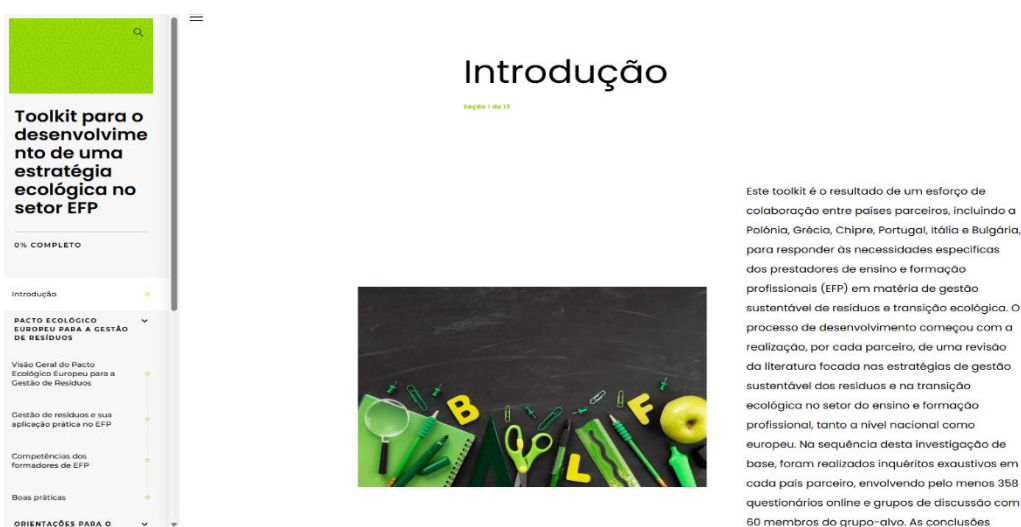 Toolkit para o
desenvolvime
nto de uma
estratégia
ecológica no
setor EFP
0% COMPLETO
Introdução
PACTO ECOLÓGICO
EUROPEU PARA A GESTÃO
DE RESÍDUOS
Visão Geral do Pacto
Ecológico Europeu para a
Gestão de Resíduos
Gestão de resíduos e sua
aplicação prática no EFP
Competências dos
formadores de EFP
Boas práticas
ORIENTAÇÕES PARA O
Introdução
Seção 1 de 13
Este toolkit é o resultado de um esforço de
colaboração entre países parceiros, incluindo a
Polónia, Grécia, Chipre, Portugal, Itália e Bulgária,
para responder às necessidades específicas
dos prestadores de ensino e formação
profissionais (EFP) em matéria de gestão
sustentável de resíduos e transição ecológica. O
processo de desenvolvimento começou com a
realização, por cada parceiro, de uma revisão
da literatura focada nas estratégias de gestão
sustentável dos resíduos e na transição
ecológica no setor do ensino e formação
profissional, tanto a nível nacional como
europeu. Na sequência desta investigação de
base, foram realizados inquéritos exaustivos em
cada país parceiro, envolvendo pelo menos 358
questionários online e grupos de discussão com
60 membros do grupo-alvo. As conclusões